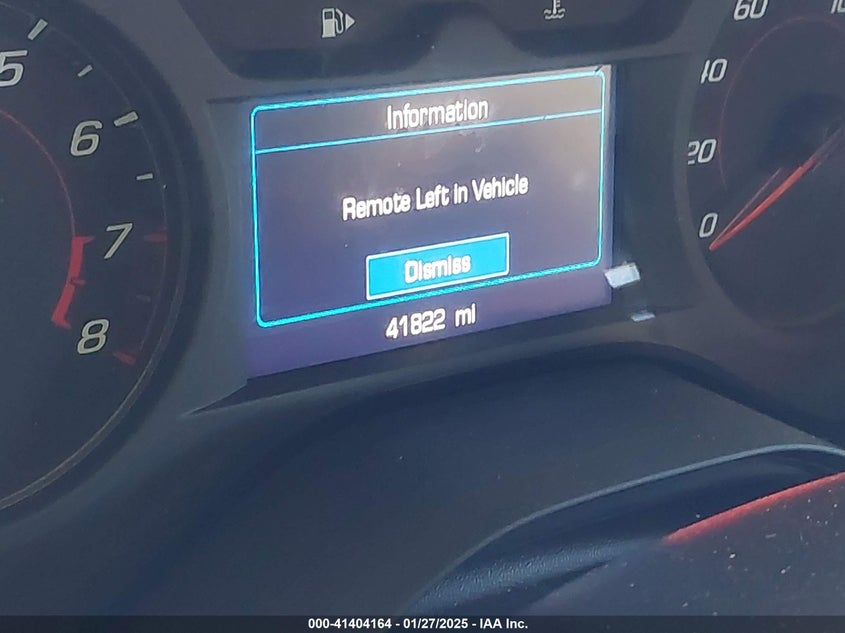 5
6
7
8
Information
Remote Left in Vehicle
Dismiss
41822 mi
60
40
20
0
000-41404164 - 01/27/2025 - IAA Inc.